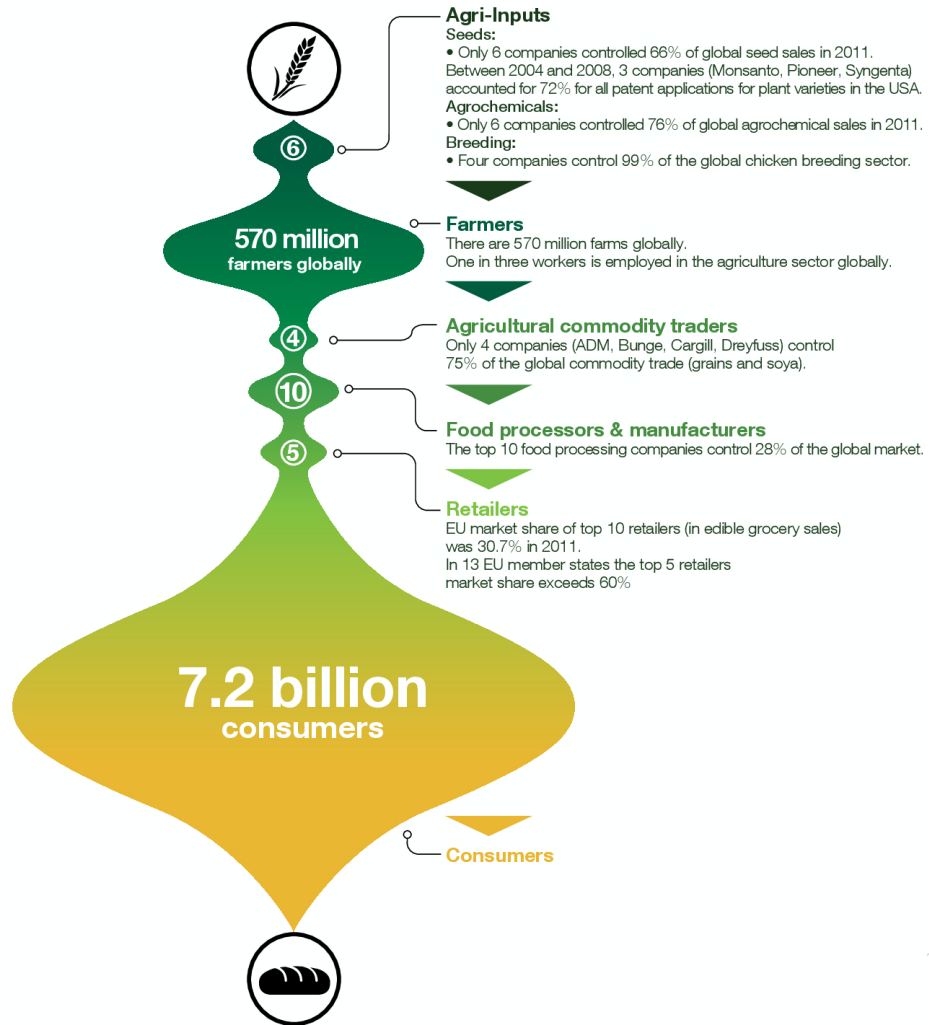 Agri-Inputs
Seeds:
• Only 6 companies controlled 66% of global seed sales in 2011.
Between 2004 and 2008, 3 companies (Monsanto, Pioneer, Syngenta)
accounted for 72% for all patent applications for plant varieties in the USA.
Agrochemicals:
• Only 6 companies controlled 76% of global agrochemical sales in 2011.
Breeding:
• Four companies control 99% of the global chicken breeding sector.
6
570 million
farmers globally
Farmers
There are 570 million farms globally.
One in three workers is employed in the agriculture sector globally.
4
Agricultural commodity traders
Only 4 companies (ADM, Bunge, Cargill, Dreyfuss) control
75% of the global commodity trade (grains and soya).
10
Food processors & manufacturers
The top 10 food processing companies control 28% of the global market.
5
Retailers
EU market share of top 10 retailers (in edible grocery sales)
was 30.7% in 2011.
In 13 EU member states the top 5 retailers
market share exceeds 60%
7.2 billion
consumers
Consumers